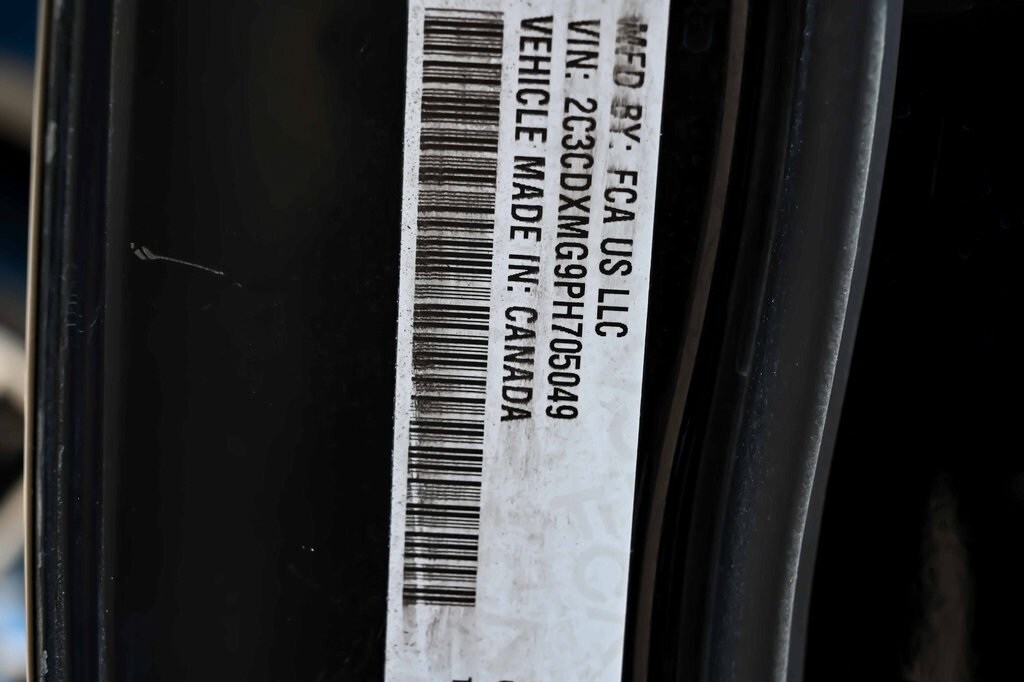 MFD BY: FCA US LLC
VIN: 2C3CDXMG9PH705049
VEHICLE MADE IN: CANADA